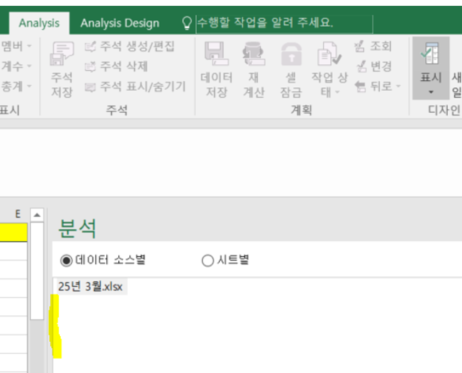 Analysis Analysis Design 수행할 작업을 알려 주세요.
멤버 주석 생성/편집 조회
계수 주석 삭제 변경
총계 주석 저장 주석 표시/숨기기 데이터 저장 재 계산 셀 잠금 작업 상태 뒤로 표시 새
표시 주석 계획 디자인
E
분석
데이터 소스별 시트별
25년 3월.xlsx